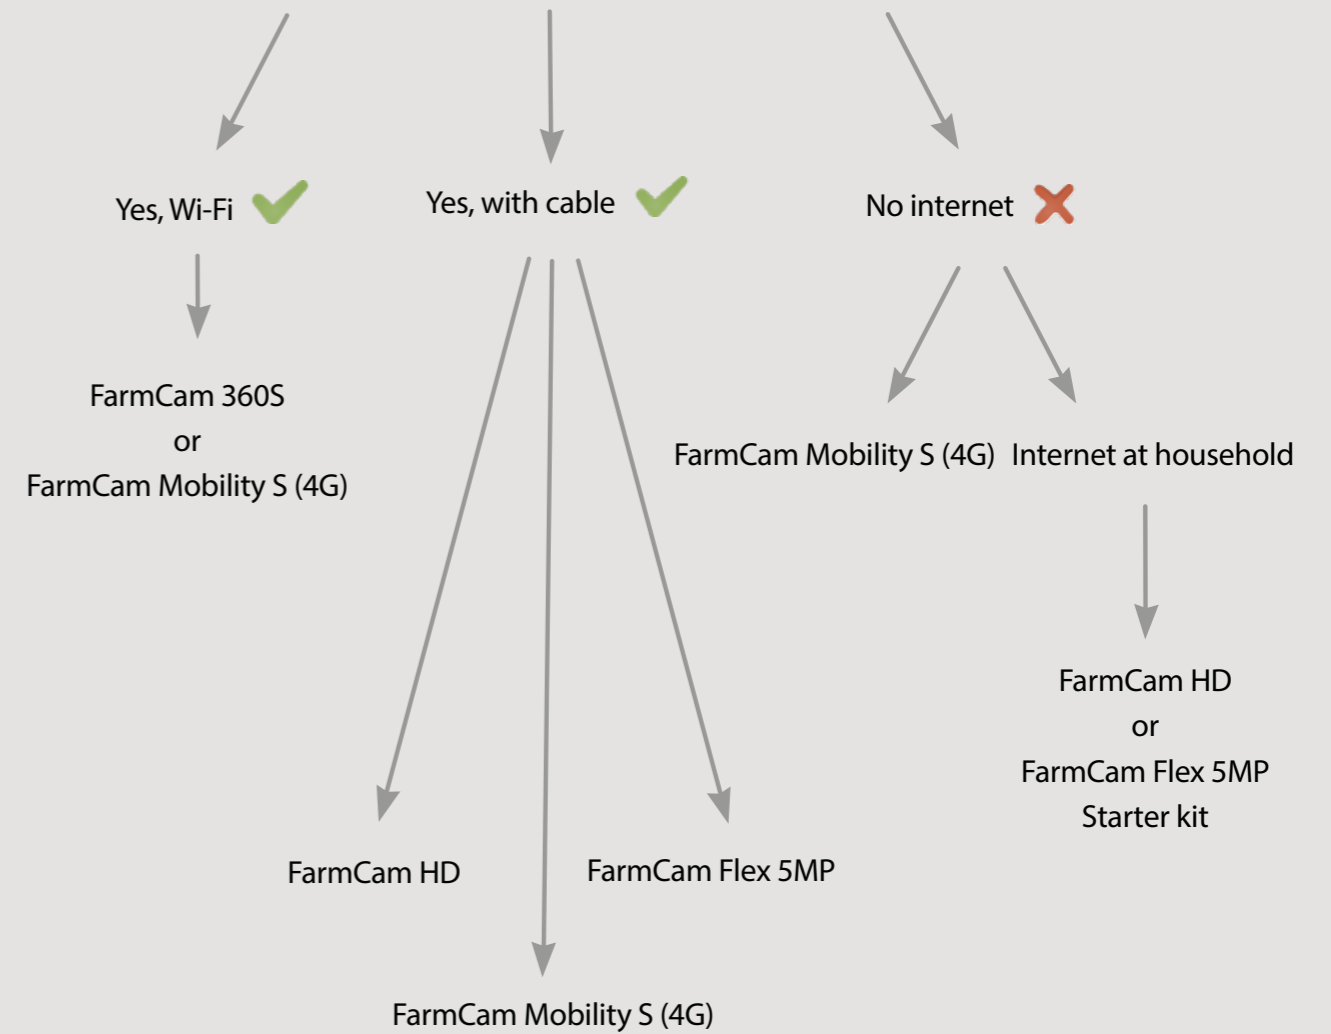 Yes, Wi-Fi
Yes, with cable
No internet
FarmCam 360S
or
FarmCam Mobility S (4G)
FarmCam Mobility S (4G)
Internet at household
FarmCam HD
or
FarmCam Flex 5MP
Starter kit
FarmCam HD
FarmCam Flex 5MP
FarmCam Mobility S (4G)